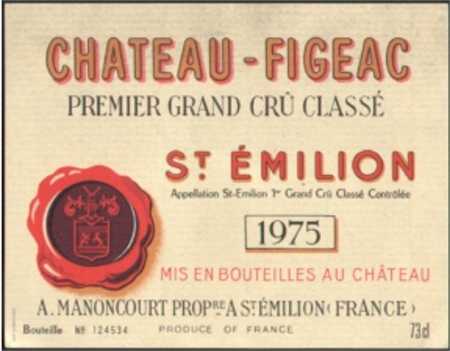 CHATEAU-FIGEAC
PREMIER GRAND CRÛ CLASSÉ
ST ÉMILION
Appellation St-Emilion 1er Grand Crû Classé Contrôlée
1975
MIS EN BOUTEILLES AU CHÂTEAU
A. MANONCOURT PROPRE A ST ÉMILION (FRANCE)
Bouteille No 124534 PRODUCE OF FRANCE 73cl